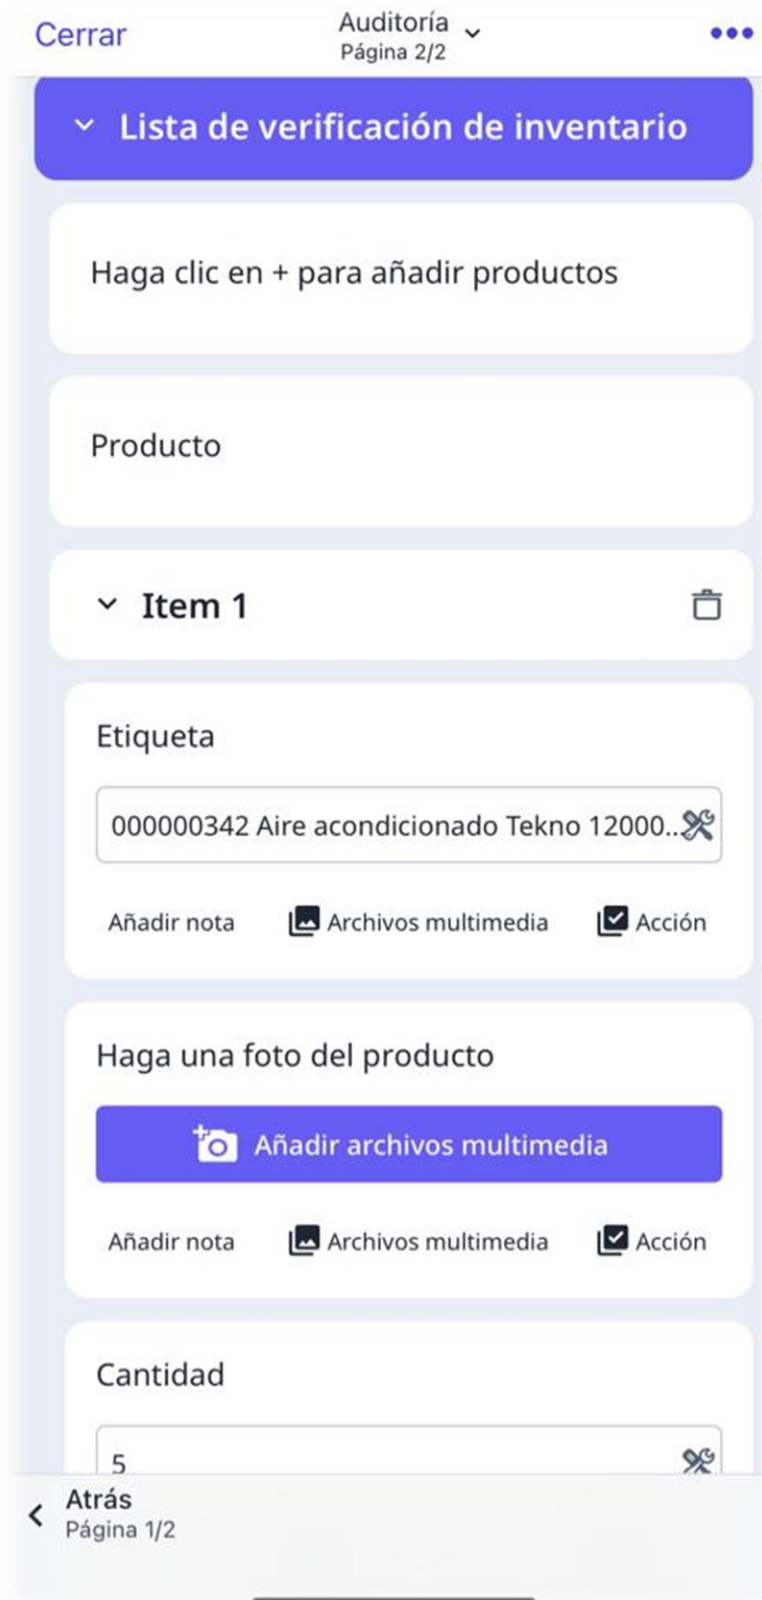 Cerrar
Auditoría
Página 2/2
Lista de verificación de inventario
Haga clic en + para añadir productos
Producto
Item 1
Etiqueta
000000342 Aire acondicionado Tekno 12000...
Añadir nota Archivos multimedia Acción
Haga una foto del producto
Añadir archivos multimedia
Añadir nota Archivos multimedia Acción
Cantidad
5
Atrás
Página 1/2